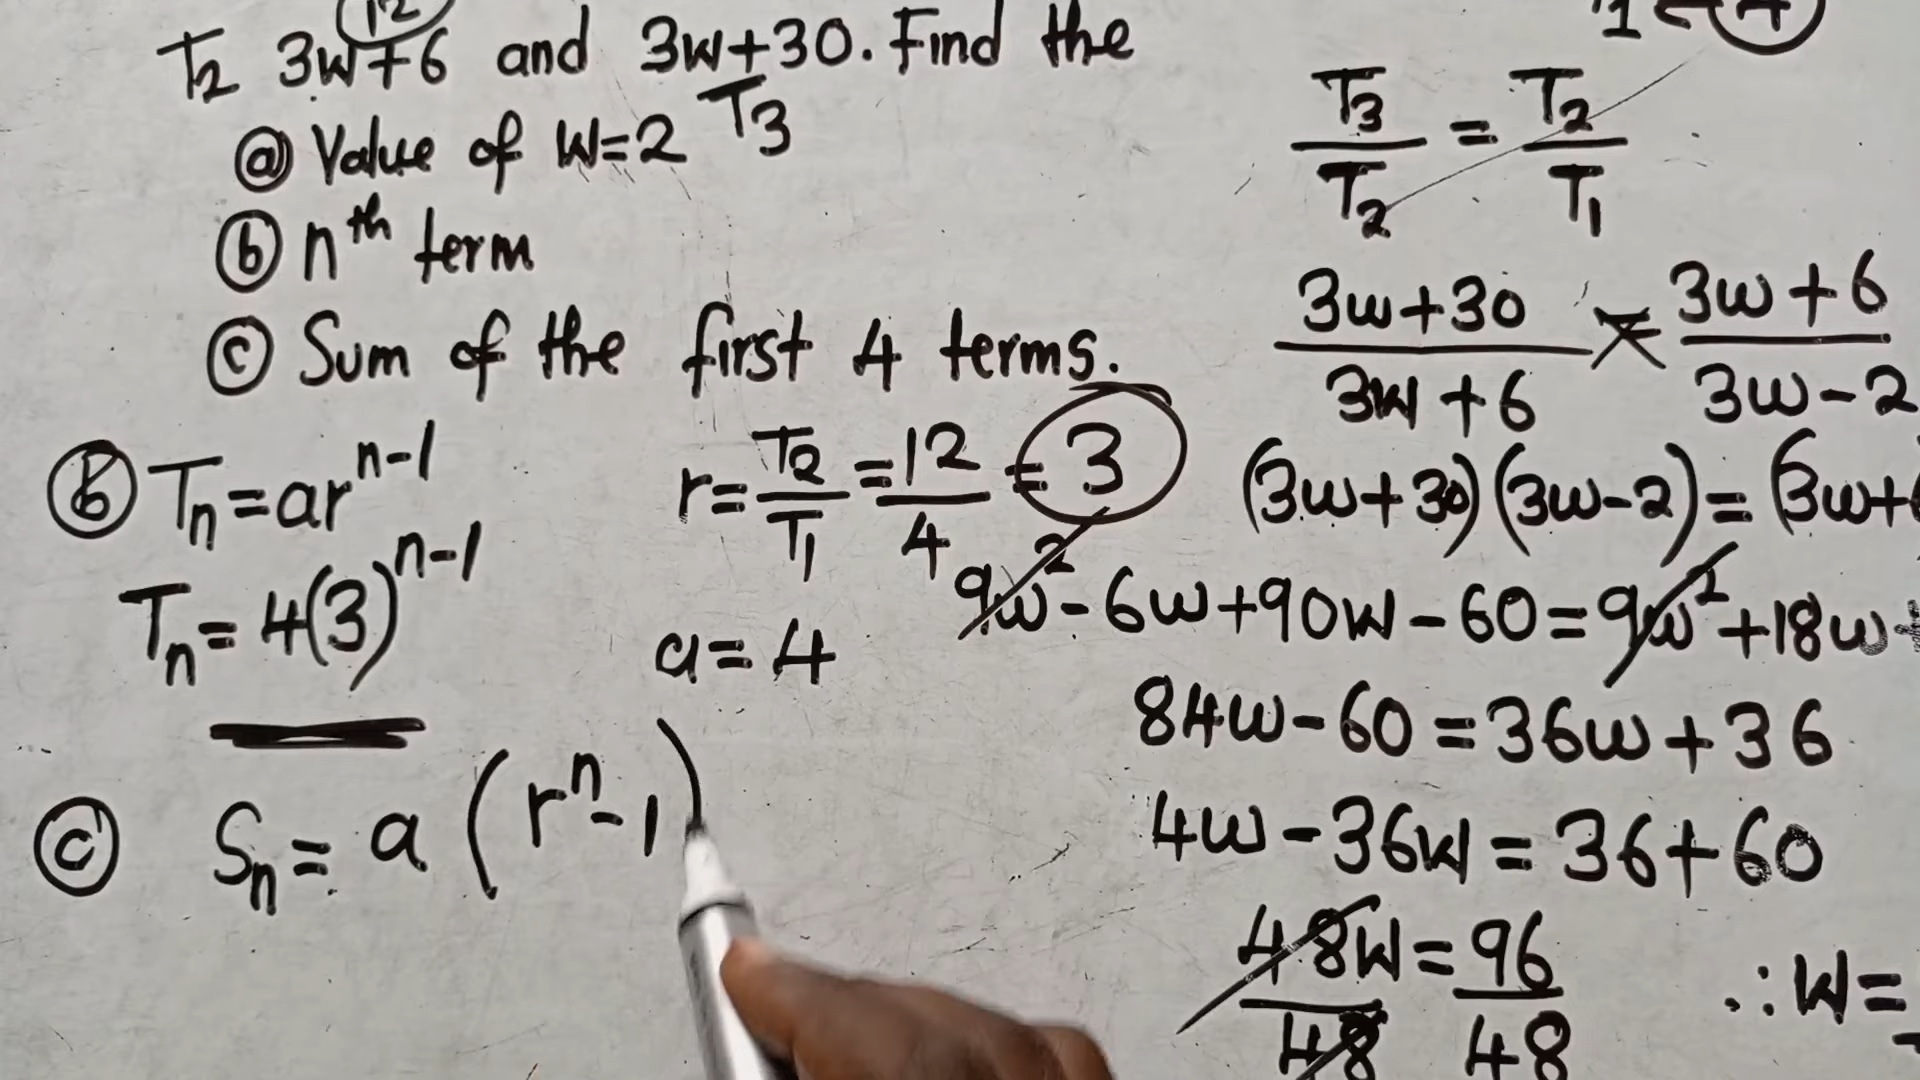 12
T₂ 3w+6 and 3w+30. Find the
T₃
ⓐ Value of w=2
ⓑ nᵗʰ term
ⓒ Sum of the first 4 terms.
ⓑ Tₙ=arⁿ⁻¹
Tₙ=4(3)ⁿ⁻¹
r=T₂/T₁=12/4=3
a=4
ⓒ Sₙ=a(rⁿ-1)
T₃/T₂=T₂/T₁
3w+30/3w+6 = 3w+6/3w-2
(3w+30)(3w-2)=(3w+
9w²-6w+90w-60=9w²+18w+
84w-60=36w+36
4w-36w=36+60
48w/48=96/48
∴w=